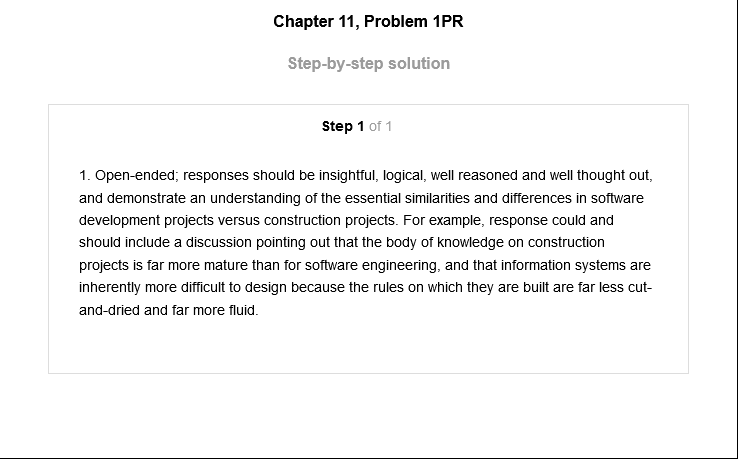 Chapter 11, Problem 1PR
Step-by-step solution
Step 1 of 1
1. Open-ended; responses should be insightful, logical, well reasoned and well thought out,
and demonstrate an understanding of the essential similarities and differences in software
development projects versus construction projects. For example, response could and
should include a discussion pointing out that the body of knowledge on construction
projects is far more mature than for software engineering, and that information systems are
inherently more difficult to design because the rules on which they are built are far less cut-
and-dried and far more fluid.